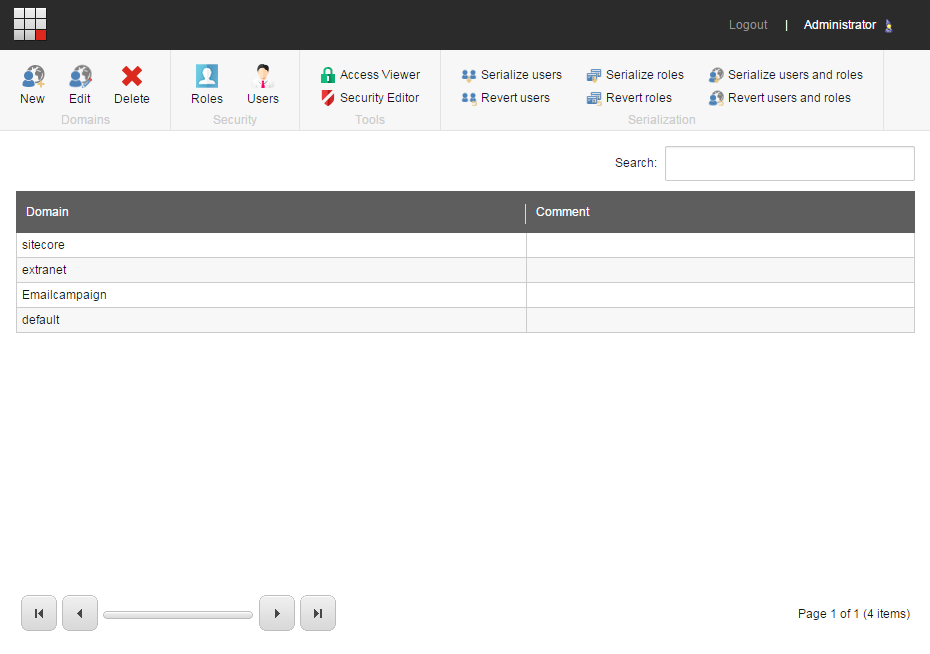 Logout | Administrator
New Edit Delete
Domains
Roles Users
Security
Access Viewer
Security Editor
Tools
Serialize users Serialize roles Serialize users and roles
Revert users Revert roles Revert users and roles
Serialization
Search:
Domain Comment
sitecore
extranet
Emailcampaign
default
Page 1 of 1 (4 items)